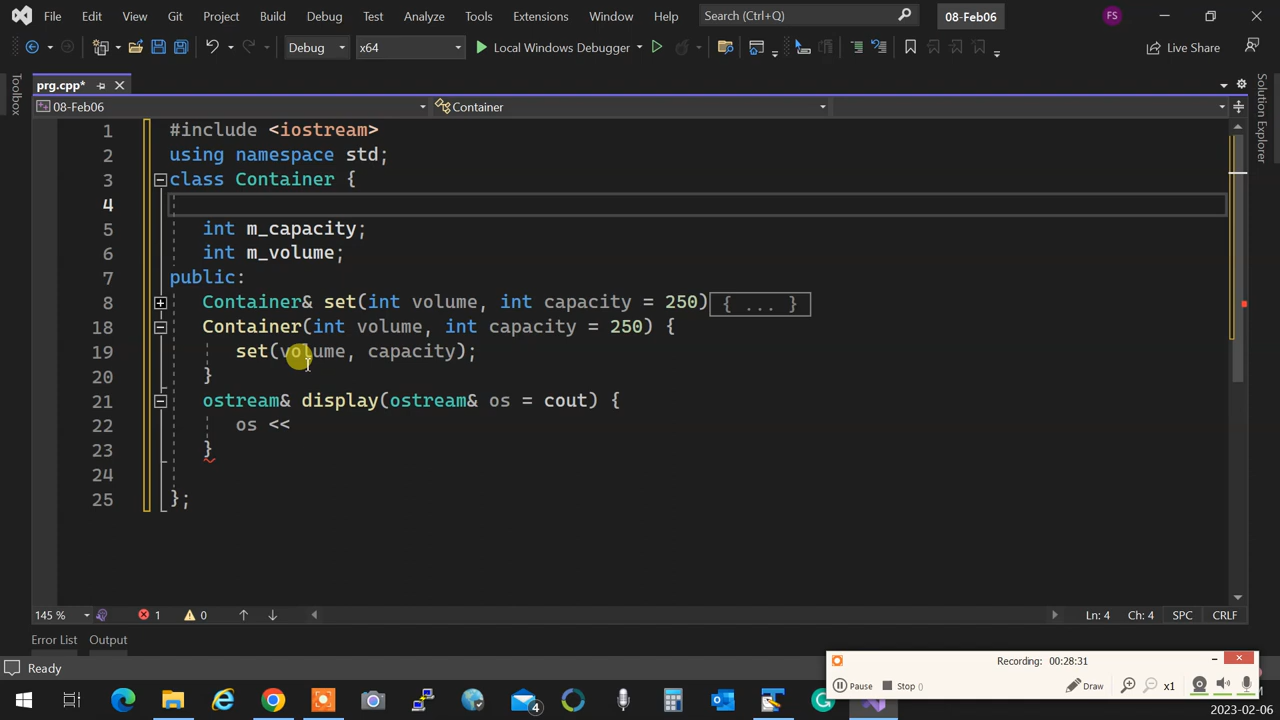 File Edit View Git Project Build Debug Test Analyze Tools Extensions Window Help Search (Ctrl+Q) 08-Feb06 FS
Debug x64 Local Windows Debugger Live Share
prg.cpp*
08-Feb06 Container
1 #include <iostream>
2 using namespace std;
3 class Container {
4
5 int m_capacity;
6 int m_volume;
7 public:
8 Container& set(int volume, int capacity = 250){ ... }
18 Container(int volume, int capacity = 250) {
19 set(volume, capacity);
20 }
21 ostream& display(ostream& os = cout) {
22 os <<
23 }
24
25 };
Toolbox
Solution Explorer
145 % 1 0 Ln: 4 Ch: 4 SPC CRLF
Error List Output
Ready
Recording: 00:28:31
Pause Stop () Draw x1
4
2023-02-06